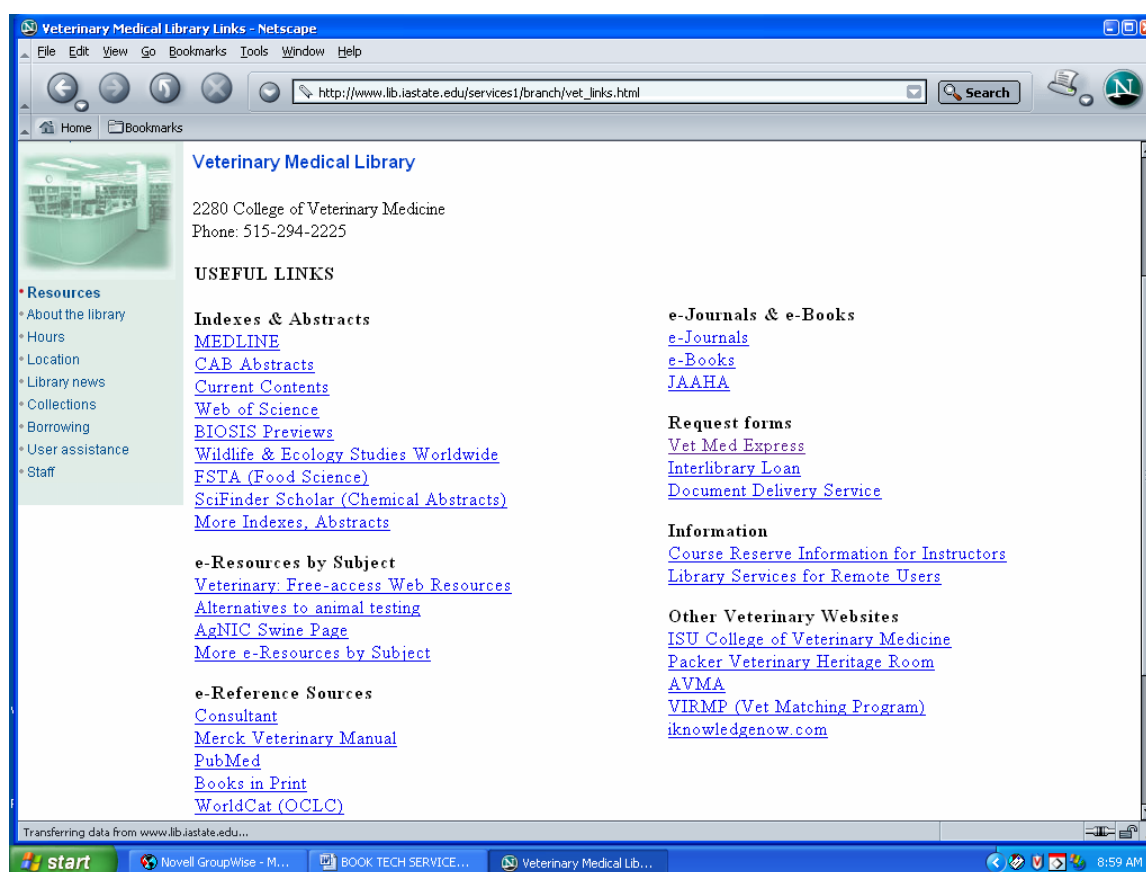 Veterinary Medical Library Links - Netscape
File Edit View Go Bookmarks Tools Window Help
http://www.lib.iastate.edu/services1/branch/vet_links.html
Search
N
Home Bookmarks
Resources
About the library
Hours
Location
Library news
Collections
Borrowing
User assistance
Staff
Veterinary Medical Library
2280 College of Veterinary Medicine
Phone: 515-294-2225
USEFUL LINKS
Indexes & Abstracts
MEDLINE
CAB Abstracts
Current Contents
Web of Science
BIOSIS Previews
Wildlife & Ecology Studies Worldwide
FSTA (Food Science)
SciFinder Scholar (Chemical Abstracts)
More Indexes, Abstracts
e-Resources by Subject
Veterinary: Free-access Web Resources
Alternatives to animal testing
AgNIC Swine Page
More e-Resources by Subject
e-Reference Sources
Consultant
Merck Veterinary Manual
PubMed
Books in Print
WorldCat (OCLC)
e-Journals & e-Books
e-Journals
e-Books
JAAHA
Request forms
Vet Med Express
Interlibrary Loan
Document Delivery Service
Information
Course Reserve Information for Instructors
Library Services for Remote Users
Other Veterinary Websites
ISU College of Veterinary Medicine
Packer Veterinary Heritage Room
AVMA
VIRMP (Vet Matching Program)
iknowledgenow.com
Transferring data from www.lib.iastate.edu...
start Novell GroupWise - M... BOOK TECH SERVICE... Veterinary Medical Lib... 8:59 AM